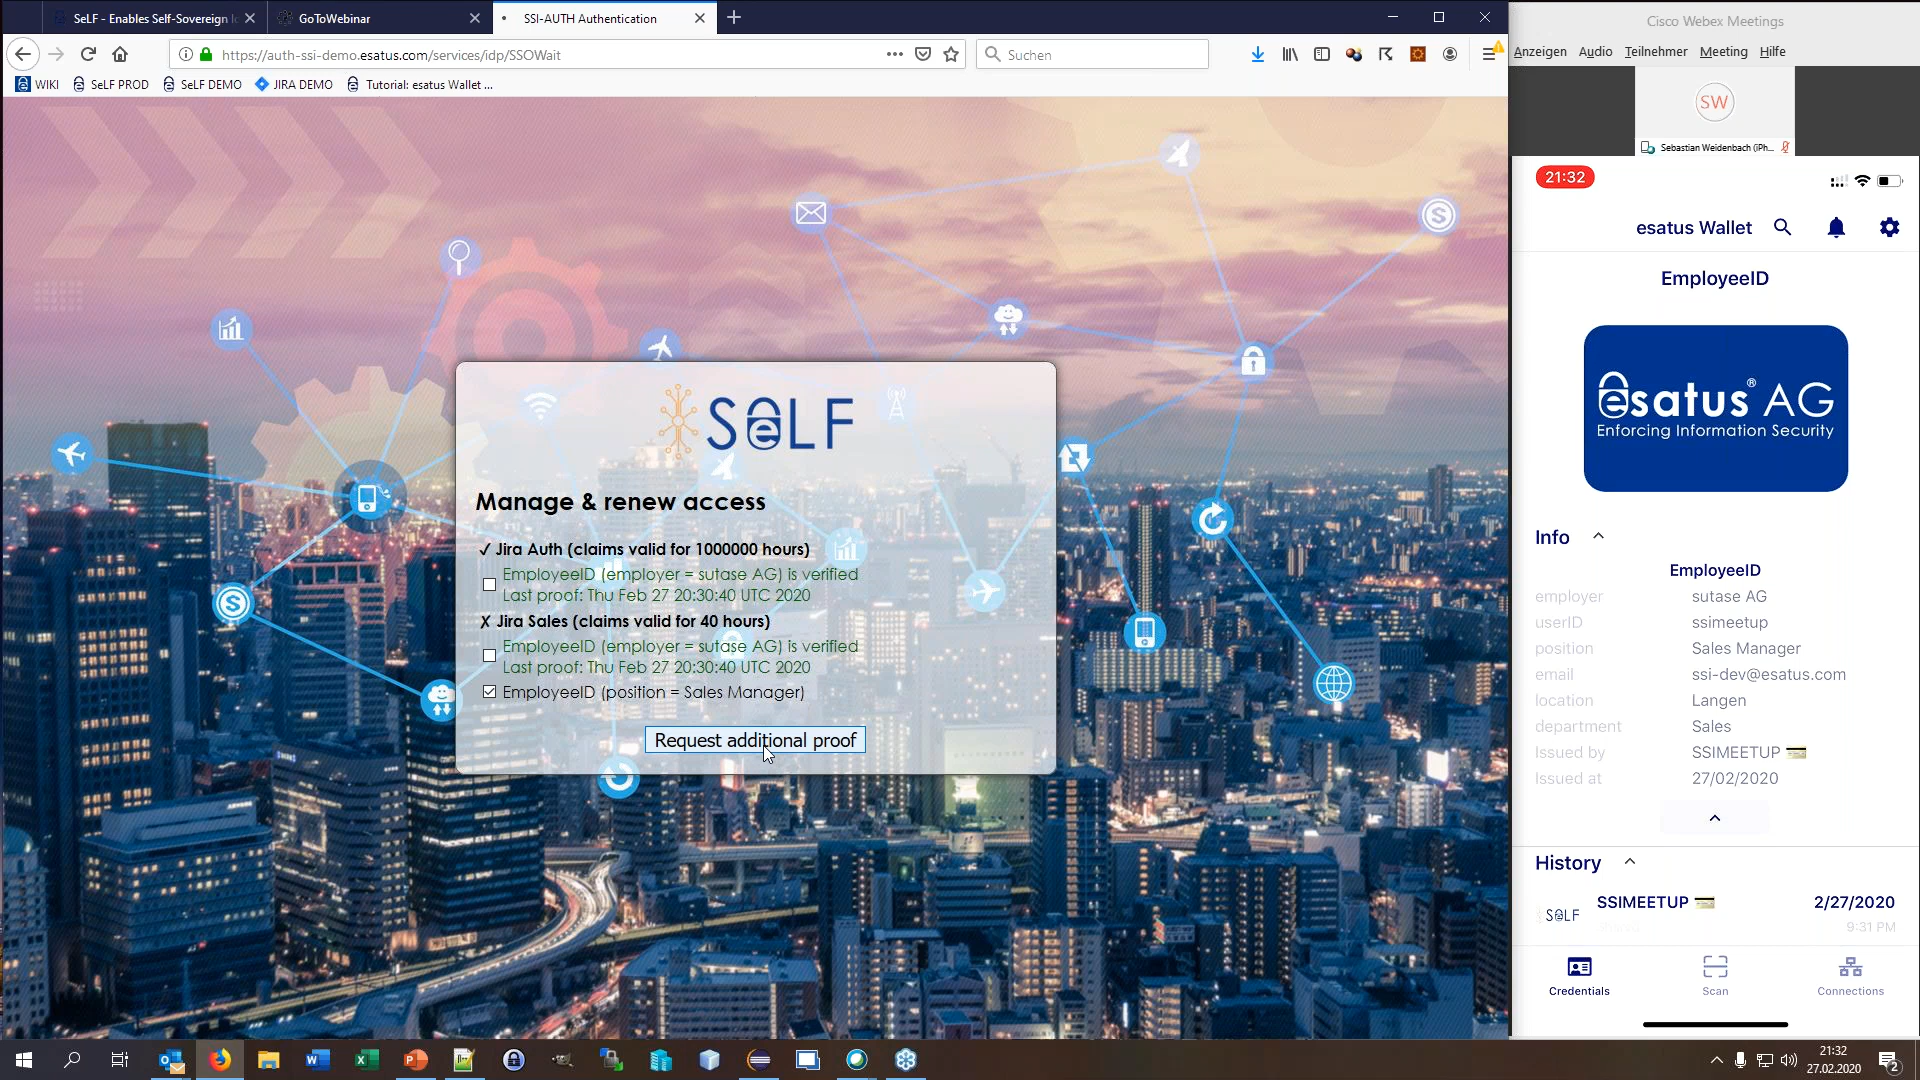 SeLF - Enables Self-Sovereign
GoToWebinar
SSI-AUTH Authentication
https://auth-ssi-demo.esatus.com/services/idp/SSOWait
Suchen
WIKI
SeLF PROD
SeLF DEMO
JIRA DEMO
Tutorial: esatus Wallet ...
SeLF
Manage & renew access
✓ Jira Auth (claims valid for 1000000 hours)
EmployeeID (employer = sutase AG) is verified
Last proof: Thu Feb 27 20:30:40 UTC 2020
✗ Jira Sales (claims valid for 40 hours)
EmployeeID (employer = sutase AG) is verified
Last proof: Thu Feb 27 20:30:40 UTC 2020
EmployeeID (position = Sales Manager)
Request additional proof
Cisco Webex Meetings
Anzeigen Audio Teilnehmer Meeting Hilfe
SW
Sebastian Weidenbach (iPh...
21:32
esatus Wallet
EmployeeID
esatus® AG
Enforcing Information Security
Info
EmployeeID
employer sutase AG
userID ssimeetup
position Sales Manager
email ssi-dev@esatus.com
location Langen
department Sales
Issued by SSIMEETUP
Issued at 27/02/2020
History
SeLF
SSIMEETUP
2/27/2020
9:31 PM
Credentials
Scan
Connections
21:32
27.02.2020
2